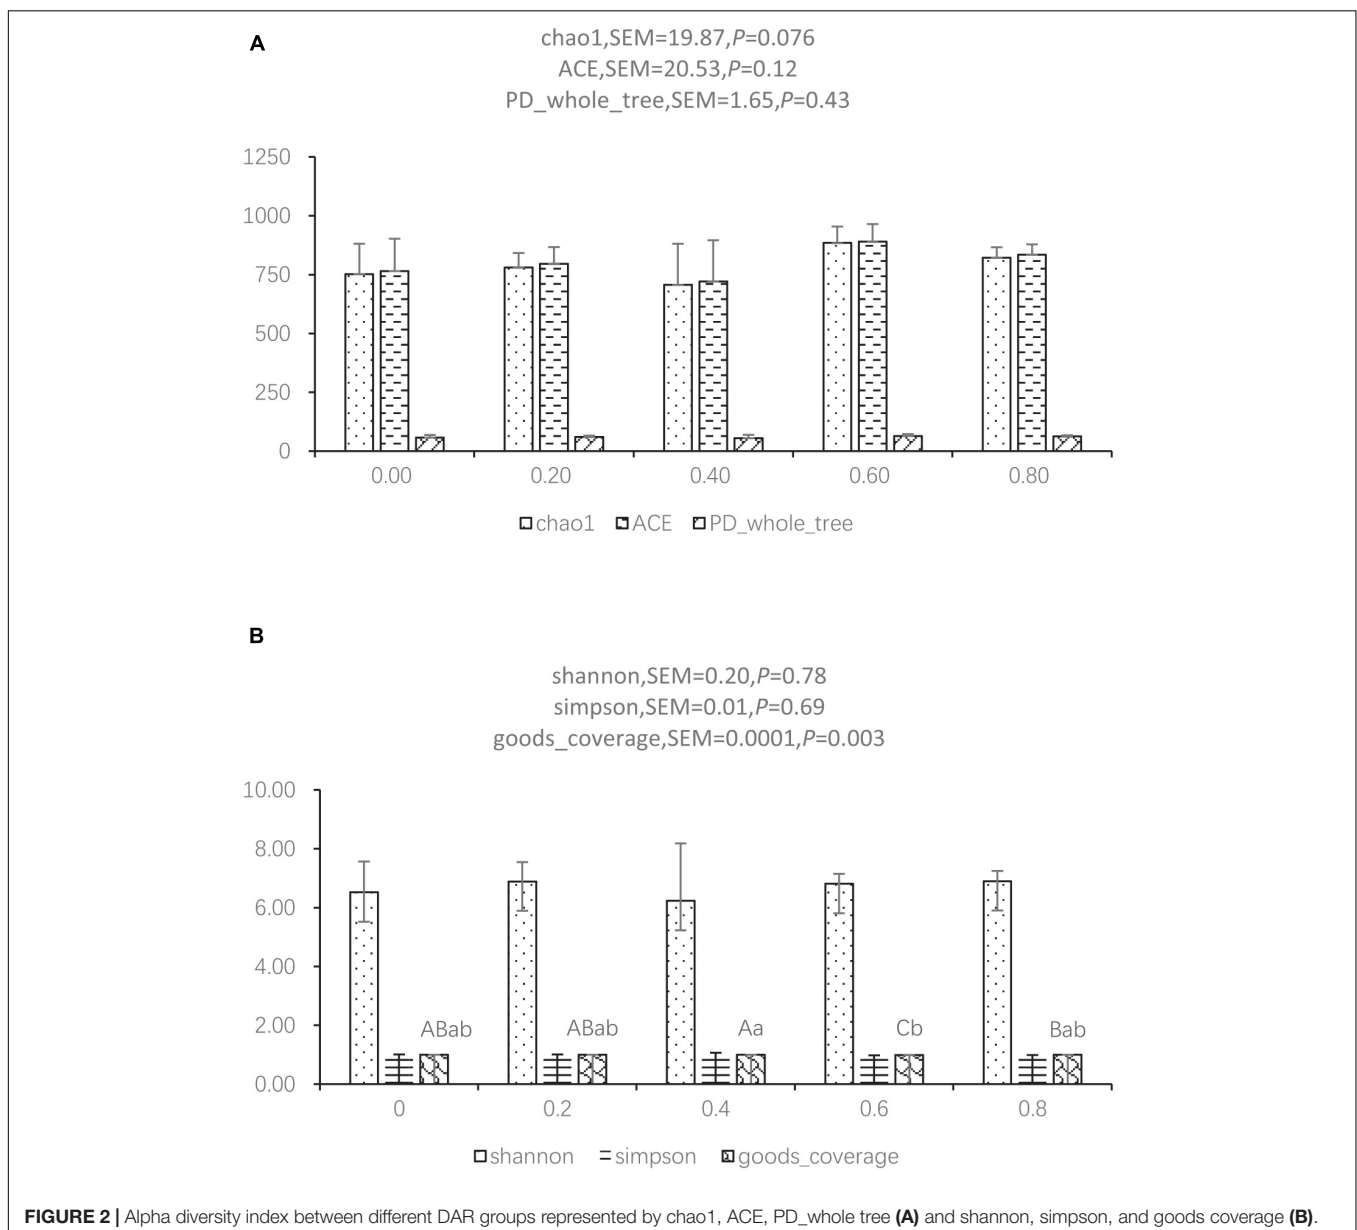 A
chao1,SEM=19.87,P=0.076
ACE,SEM=20.53,P=0.12
PD_whole_tree,SEM=1.65,P=0.43
1250
1000
750
500
250
0
0.00 0.20 0.40 0.60 0.80
chao1 ACE PD_whole_tree
B
shannon,SEM=0.20,P=0.78
simpson,SEM=0.01,P=0.69
goods_coverage,SEM=0.0001,P=0.003
10.00
8.00
6.00
4.00
2.00
0.00
ABab ABab Aa Cb Bab
0 0.2 0.4 0.6 0.8
shannon simpson goods_coverage
FIGURE 2 | Alpha diversity index between different DAR groups represented by chao1, ACE, PD_whole tree (A) and shannon, simpson, and goods coverage (B).